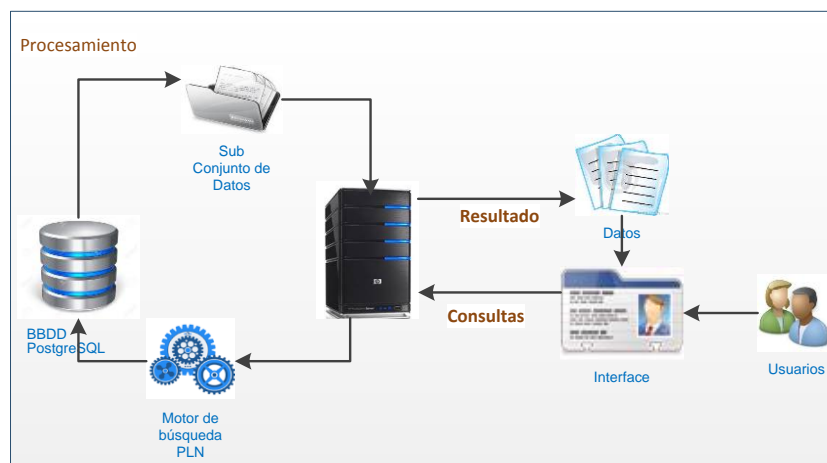 Procesamiento
Sub
Conjunto de
Datos
Resultado
Datos
Consultas
BBDD
PostgreSQL
Interface
Usuarios
Motor de
búsqueda
PLN